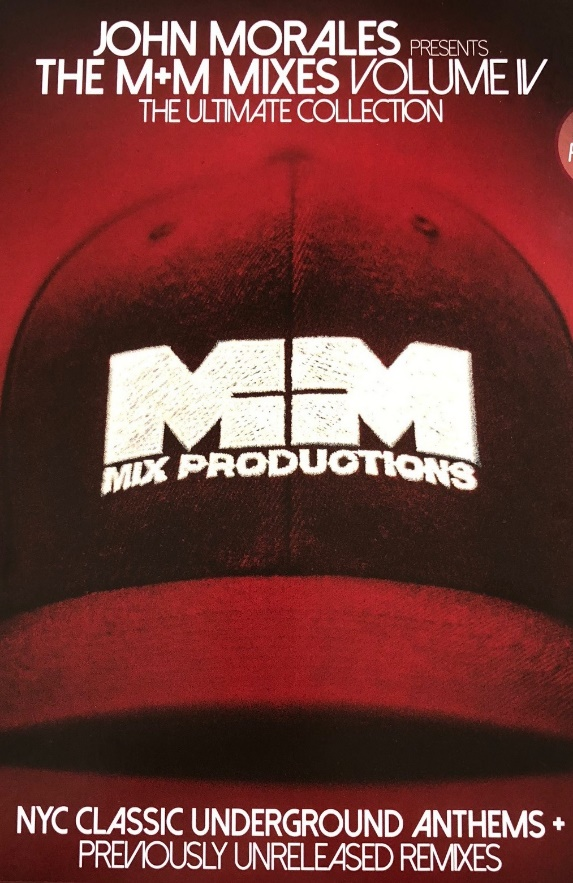 JOHN MORALES PRESENTS
THE M+M MIXES VOLUME IV
THE ULTIMATE COLLECTION
M+M
MIX PRODUCTIONS
NYC CLASSIC UNDERGROUND ANTHEMS +
PREVIOUSLY UNRELEASED REMIXES